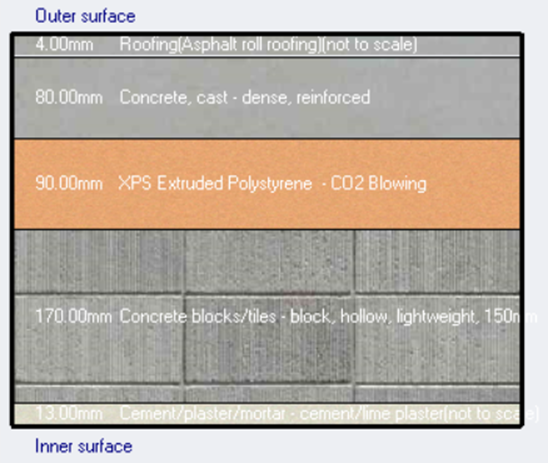 Outer surface
4.00mm Roofing(Asphalt roll roofing)(not to scale)
80.00mm Concrete, cast - dense, reinforced
90.00mm XPS Extruded Polystyrene - CO2 Blowing
170.00mm Concrete blocks/tiles - block, hollow, lightweight, 150mm
13.00mm Cement/plaster/mortar - cement/lime plaster(not to scale)
Inner surface